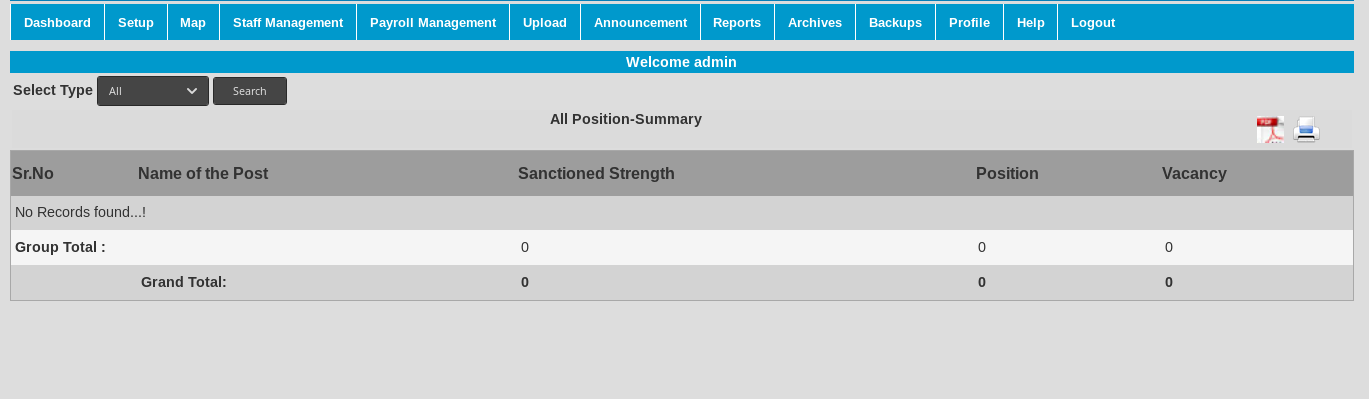 Dashboard Setup Map Staff Management Payroll Management Upload Announcement Reports Archives Backups Profile Help Logout
Welcome admin
Select Type All Search
All Position-Summary PDF
Sr.No Name of the Post Sanctioned Strength Position Vacancy
No Records found...!
Group Total : 0 0 0
Grand Total: 0 0 0